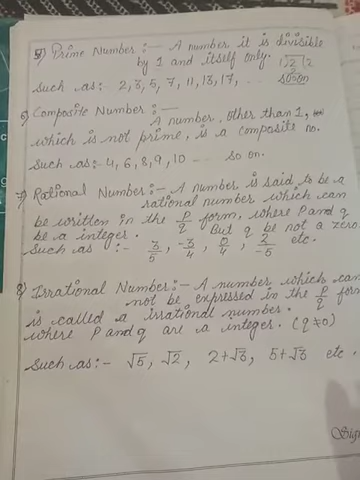 5) Prime Number :- A number it is divisible
by 1 and itself only.
such as :- 2, 3, 5, 7, 11, 13, 17, ... soon
6) Composite Number :-
A number, other than 1,
which is not prime, is a composite no.
Such as :- 4, 6, 8, 9, 10 ... so on.
7) Rational Number :- A number is said to be a
rational number which can
be written in the P/q form, where P and q
be a integer. But q be not a zero.
Such as :- 3/5, -3/4, 0/4, 2/-5 etc.
8) Irrational Number :- A number which can
not be expressed in the P/q form
is called a irrational number.
where P and q are a integer. (q ≠ 0)
Such as :- √5, √2, 2+√3, 5+√3 etc.